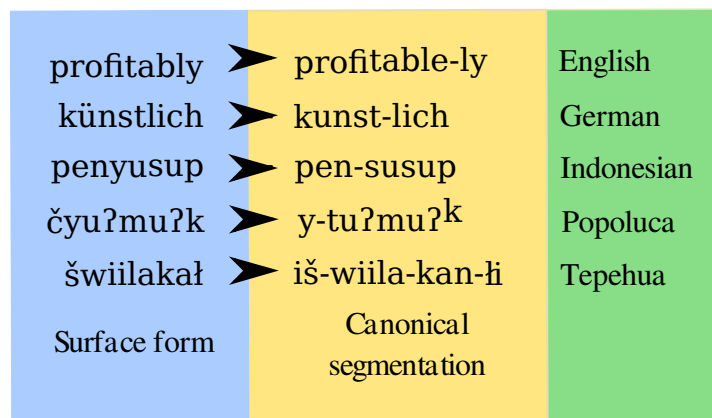 profitably profitable-ly English
künstlich kunst-lich German
penyusup pen-susup Indonesian
čyuʔmuʔk y-tuʔmuʔk Popoluca
šwiilakał iš-wiila-kan-łi Tepehua
Surface form Canonical segmentation